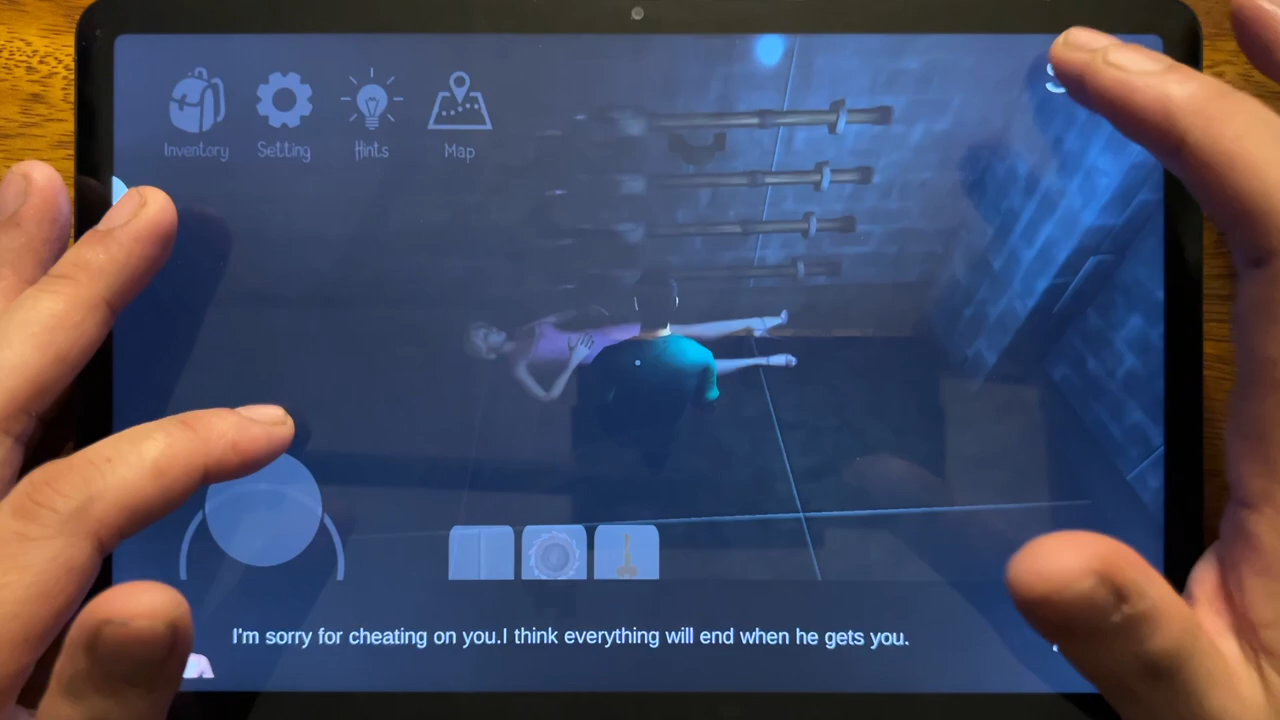 Inventory
Setting
Hints
Map
I'm sorry for cheating on you.I think everything will end when he gets you.